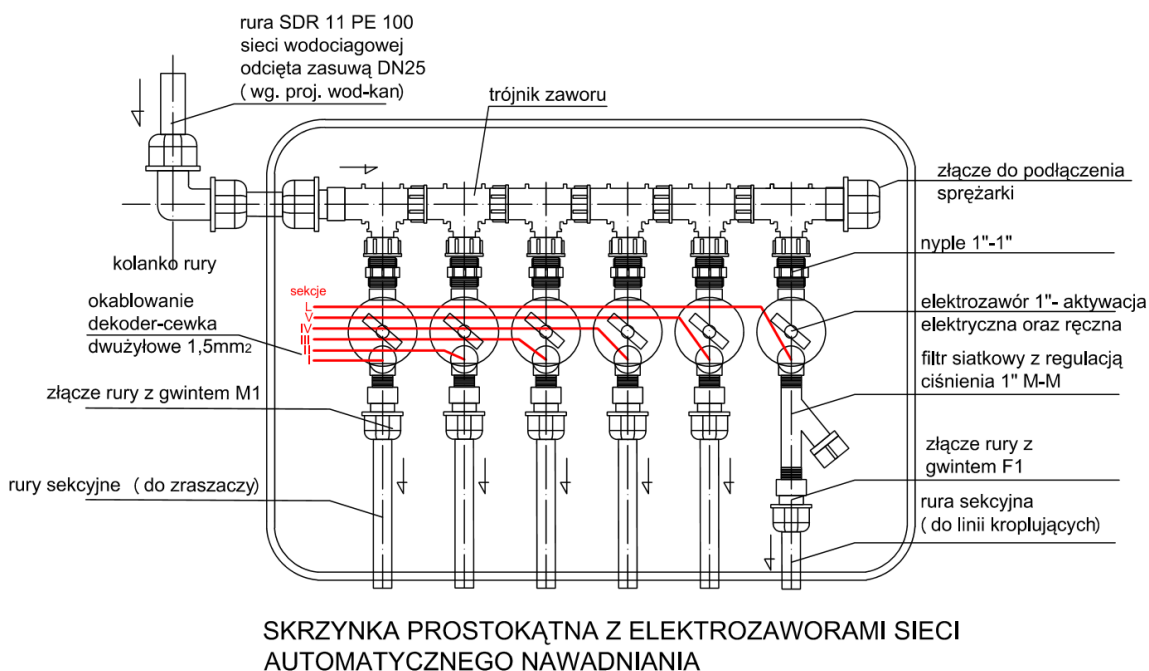 rura SDR 11 PE 100
sieci wodociagowej
odcięta zasuwą DN25
( wg. proj. wod-kan)
trójnik zaworu
złącze do podłączenia
sprężarki
nyple 1"-1"
kolanko rury
sekcje
okablowanie
dekoder-cewka
dwużyłowe 1,5mm2
L
V
IV
III
II
I
elektrozawór 1"- aktywacja
elektryczna oraz ręczna
filtr siatkowy z regulacją
ciśnienia 1" M-M
złącze rury z gwintem M1
złącze rury z
gwintem F1
rury sekcyjne ( do zraszaczy)
rura sekcyjna
( do linii kroplujących)
SKRZYNKA PROSTOKĄTNA Z ELEKTROZAWORAMI SIECI
AUTOMATYCZNEGO NAWADNIANIA